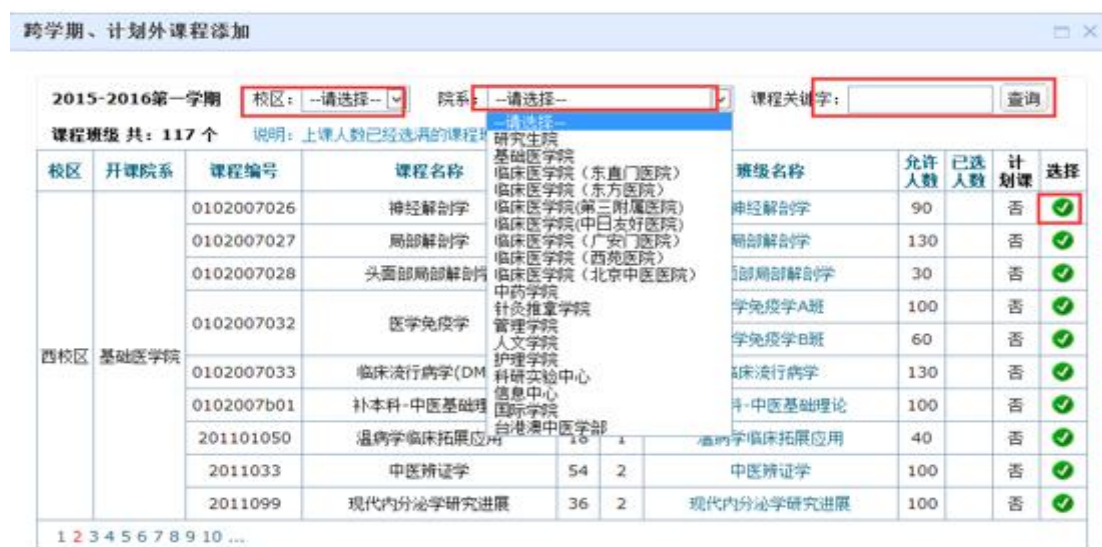 跨学期、计划外课程添加
2015-2016第一学期 校区: --请选择-- 院系: --请选择-- 课程关键字: 查询
课程班级 共: 117 个 说明: 上课人数已经选满的课程
--请选择--
研究生院
基础医学院
临床医学院（东直门医院）
临床医学院（东方医院）
临床医学院(第三附属医院)
临床医学院(中日友好医院)
临床医学院（广安门医院）
临床医学院（西苑医院）
临床医学院（北京中医医院）
中药学院
针灸推拿学院
管理学院
人文学院
护理学院
科研实验中心
信息中心
国际学院
台港澳中医学部
校区 开课院系 课程编号 课程名称 班级名称 允许人数 已选人数 计划课 选择
西校区 基础医学院
0102007026 神经解剖学 神经解剖学 90 否
0102007027 局部解剖学 局部解剖学 130 否
0102007028 头面部局部解剖学 面部局部解剖学 30 否
0102007032 医学免疫学 学免疫学A班 100 否
学免疫学B班 60 否
0102007033 临床流行病学(DM 临床流行病学 130 否
0102007b01 补本科-中医基础理 科-中医基础理论 100 否
201101050 温病学临床拓展应用 18 1 温病学临床拓展应用 40 否
2011033 中医辨证学 54 2 中医辨证学 100 否
2011099 现代内分泌学研究进展 36 2 现代内分泌学研究进展 100 否
1 2 3 4 5 6 7 8 9 10 ...